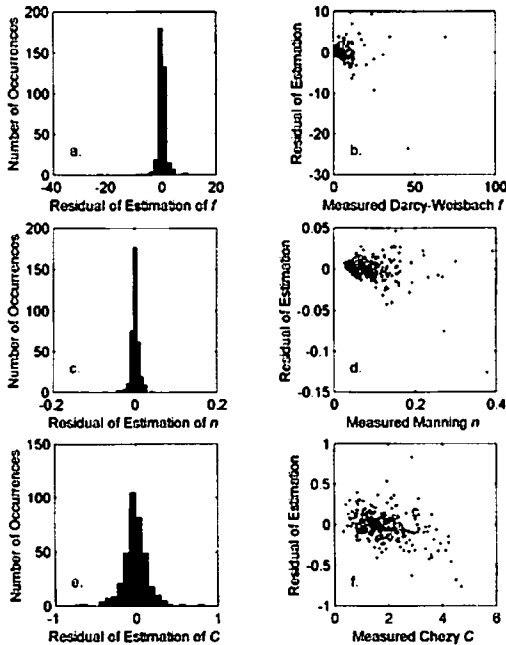 200
150
100
50
0
Number of Occurrences
a.
-40
-20
0
20
Residual of Estimation of f
10
0
-10
-20
-30
Residual of Estimation
b.
0
50
100
Measured Darcy-Weisbach f
200
150
100
50
0
Number of Occurrences
c.
-0.2
0
0.2
Residual of Estimation of n
0.05
0
-0.05
-0.1
-0.15
Residual of Estimation
d.
0
0.1
0.2
0.3
0.4
Measured Manning n
150
100
50
0
Number of Occurrences
e.
-1
0
1
Residual of Estimation of C
1
0.5
0
-0.5
-1
Residual of Estimation
f.
0
2
4
6
Measured Chezy C